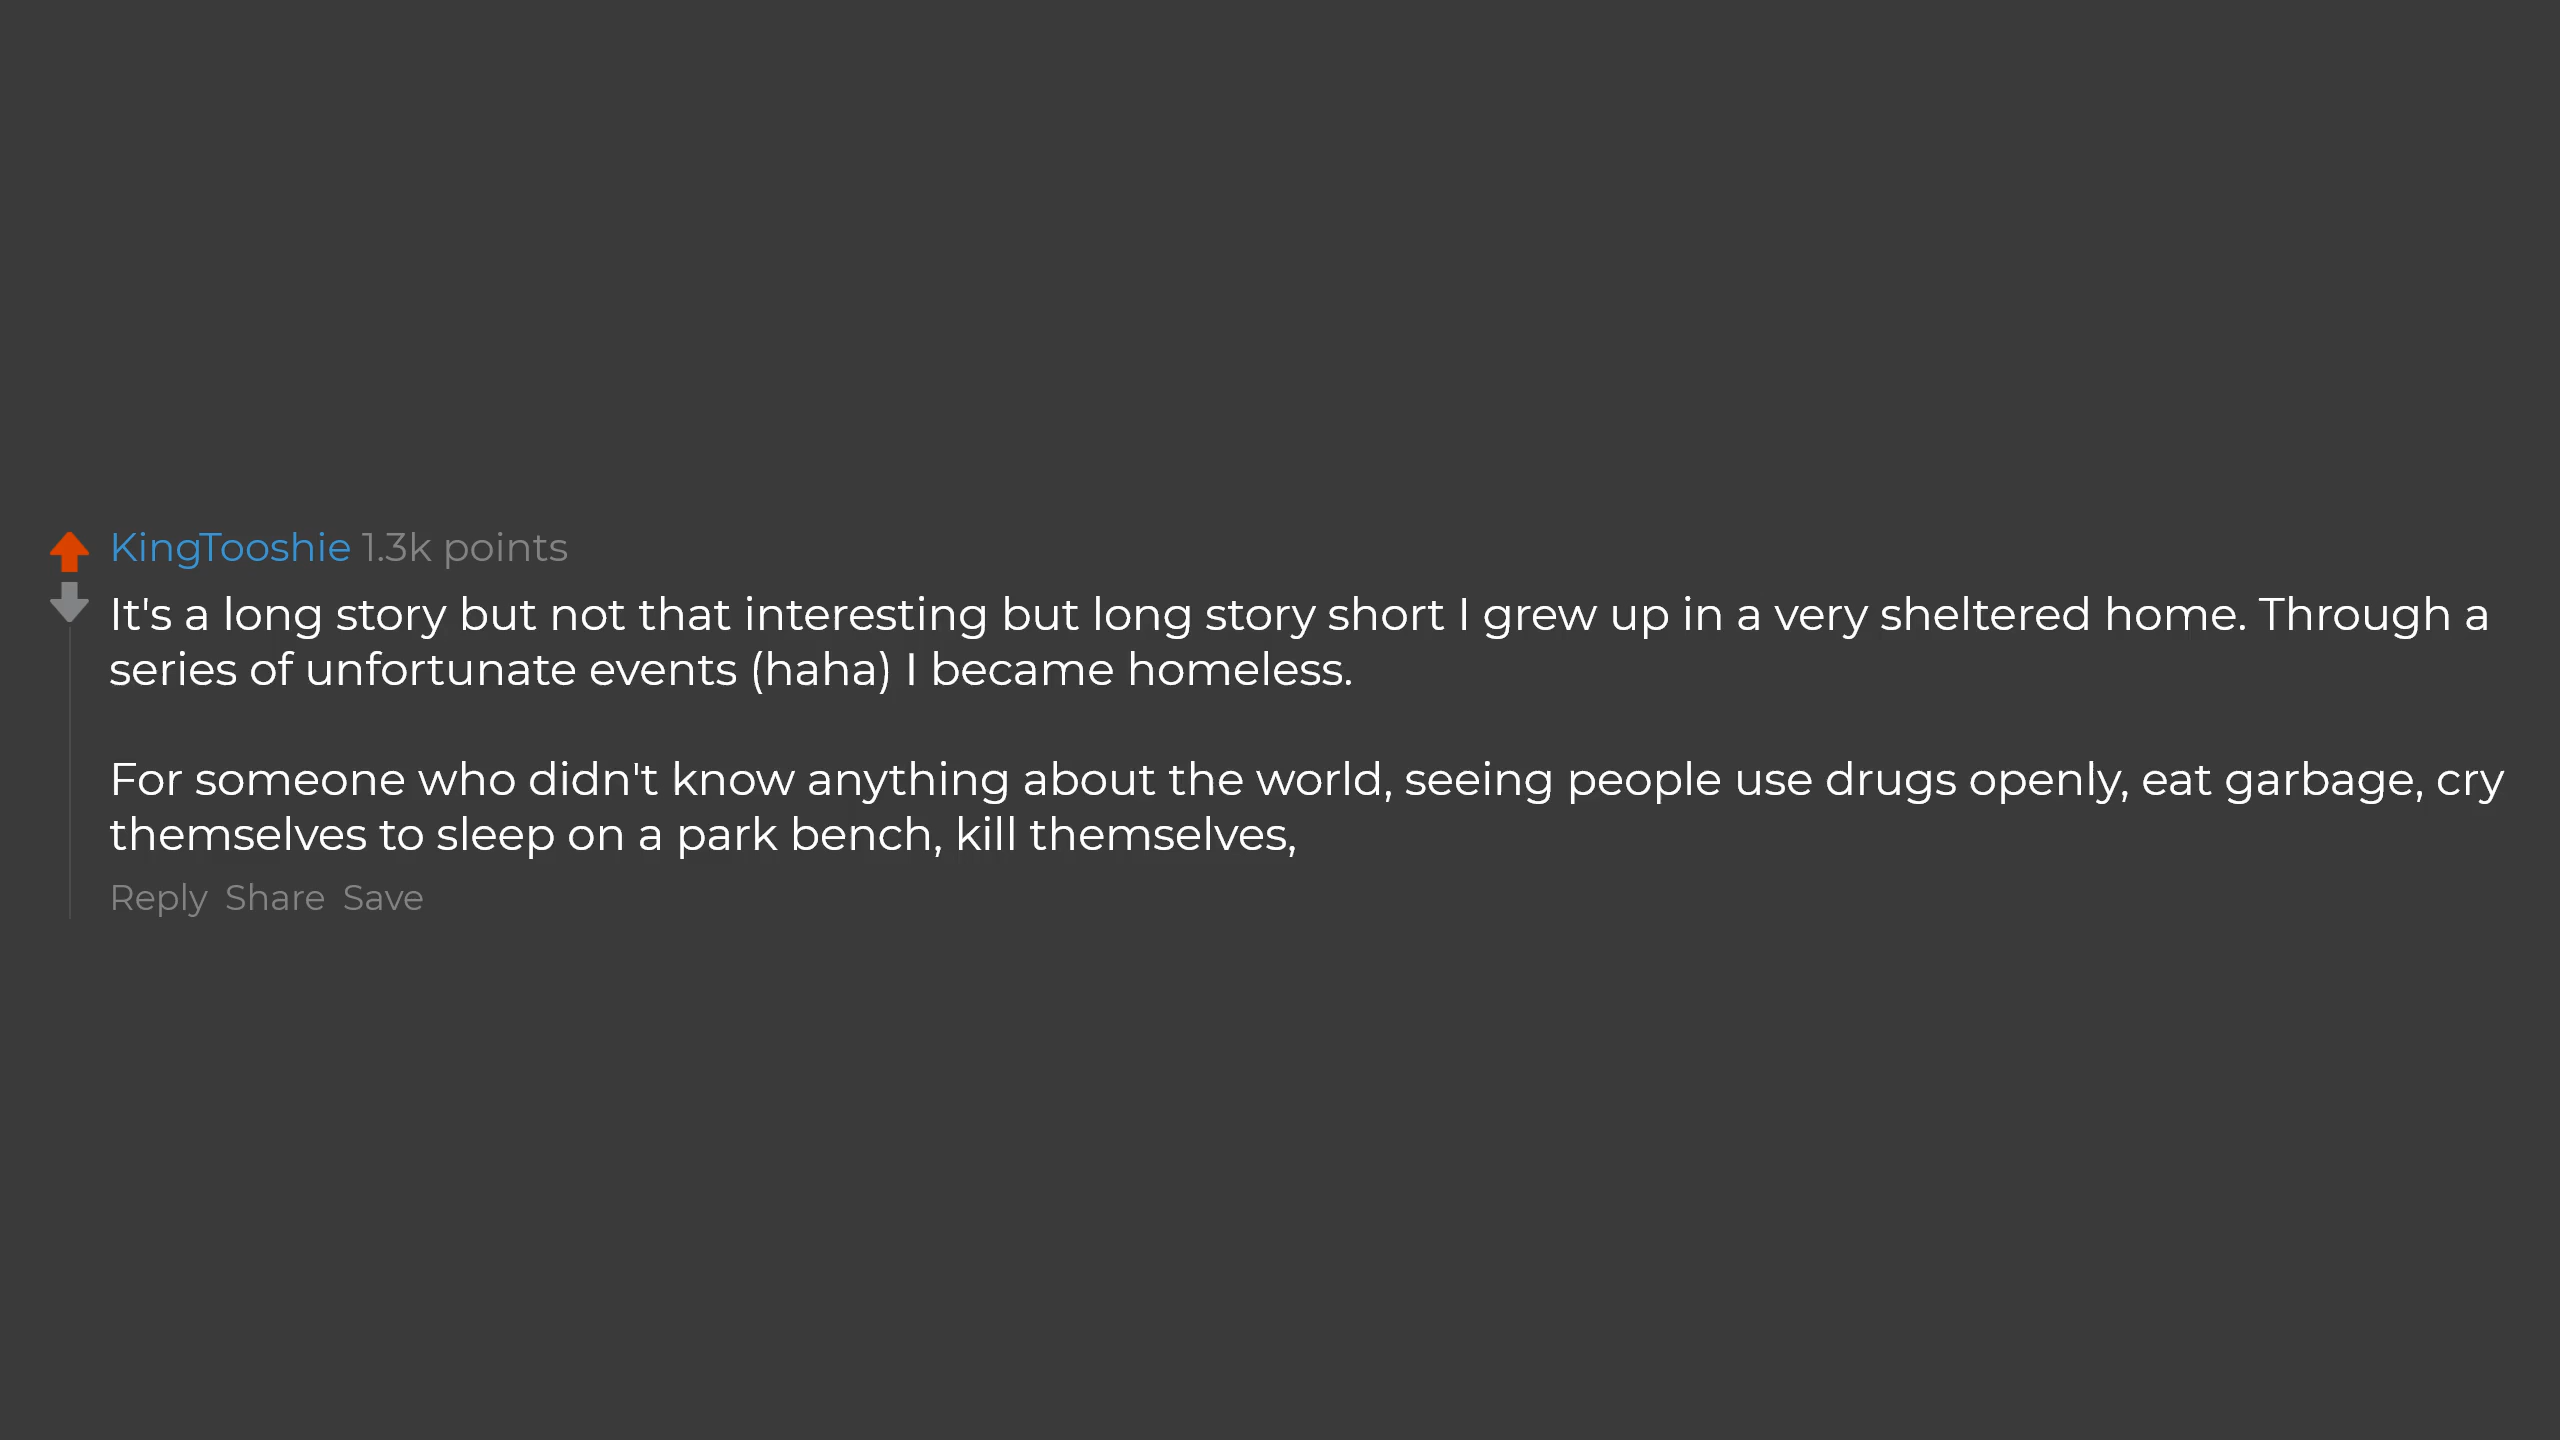 KingTooshie 1.3k points
It's a long story but not that interesting but long story short I grew up in a very sheltered home. Through a
series of unfortunate events (haha) I became homeless.
For someone who didn't know anything about the world, seeing people use drugs openly, eat garbage, cry
themselves to sleep on a park bench, kill themselves,
Reply Share Save